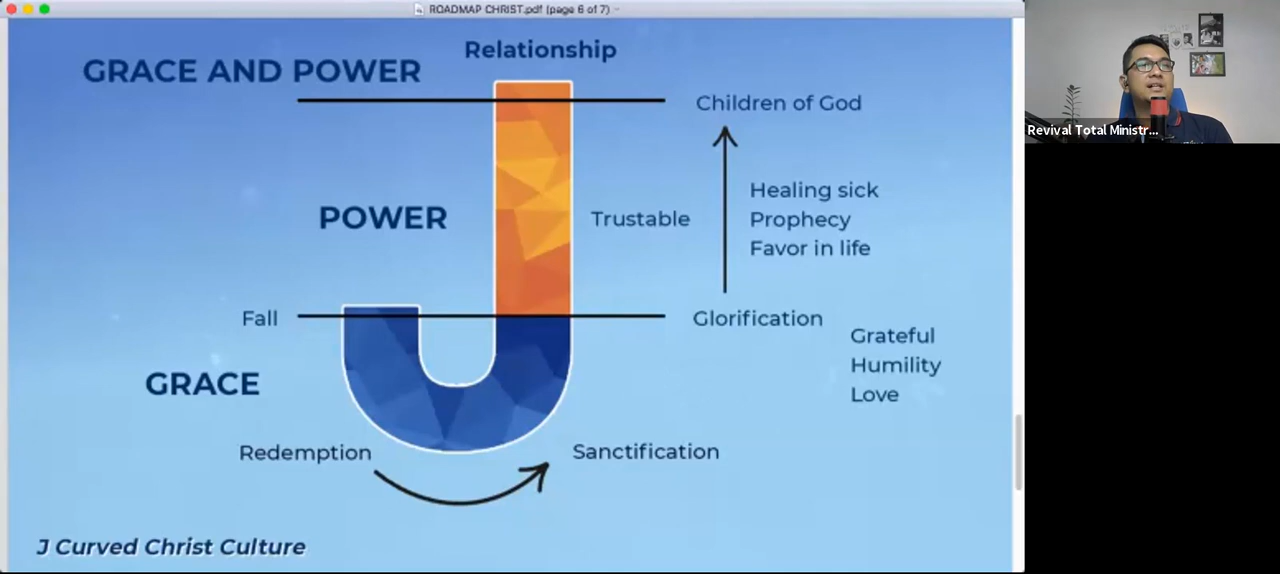 ROADMAP CHRIST.pdf (page 6 of 7)
Relationship
GRACE AND POWER
Children of God
Healing sick
POWER
Trustable
Prophecy
Favor in life
Fall
Glorification
Grateful
Humility
GRACE
Love
Redemption
Sanctification
J Curved Christ Culture
Revival Total Ministr...